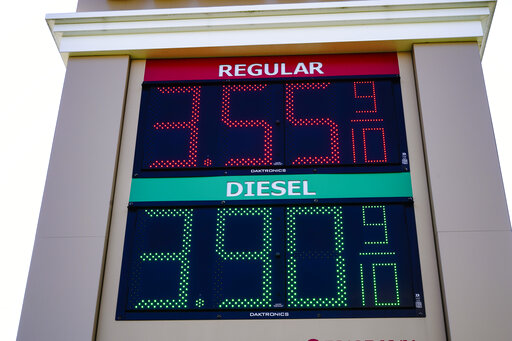 REGULAR
3.55 9/10
DAKTRONICS
DIESEL
3.90 9/10
DAKTRONICS